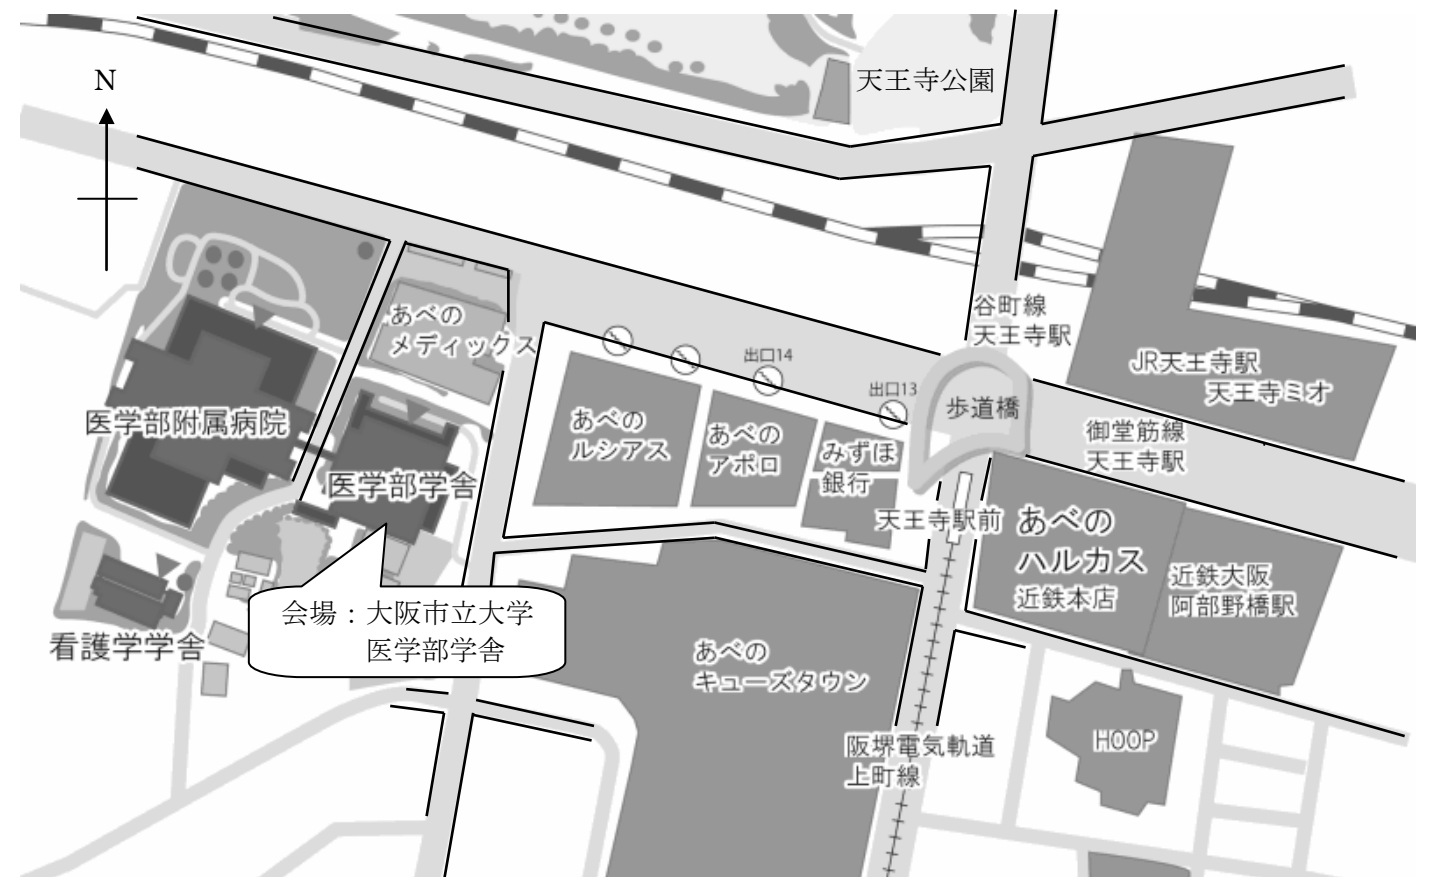 N
天王寺公園
谷町線
天王寺駅
あべの
メディックス
出口14
JR天王寺駅
天王寺ミオ
出口13
歩道橋
医学部附属病院
あべの
ルシアス
あべの
アポロ
みずほ
銀行
御堂筋線
天王寺駅
医学部学舎
天王寺駅前
あべの
ハルカス
近鉄本店
近鉄大阪
阿部野橋駅
会場：大阪市立大学
医学部学舎
看護学学舎
あべの
キューズタウン
HOOP
阪堺電気軌道
上町線